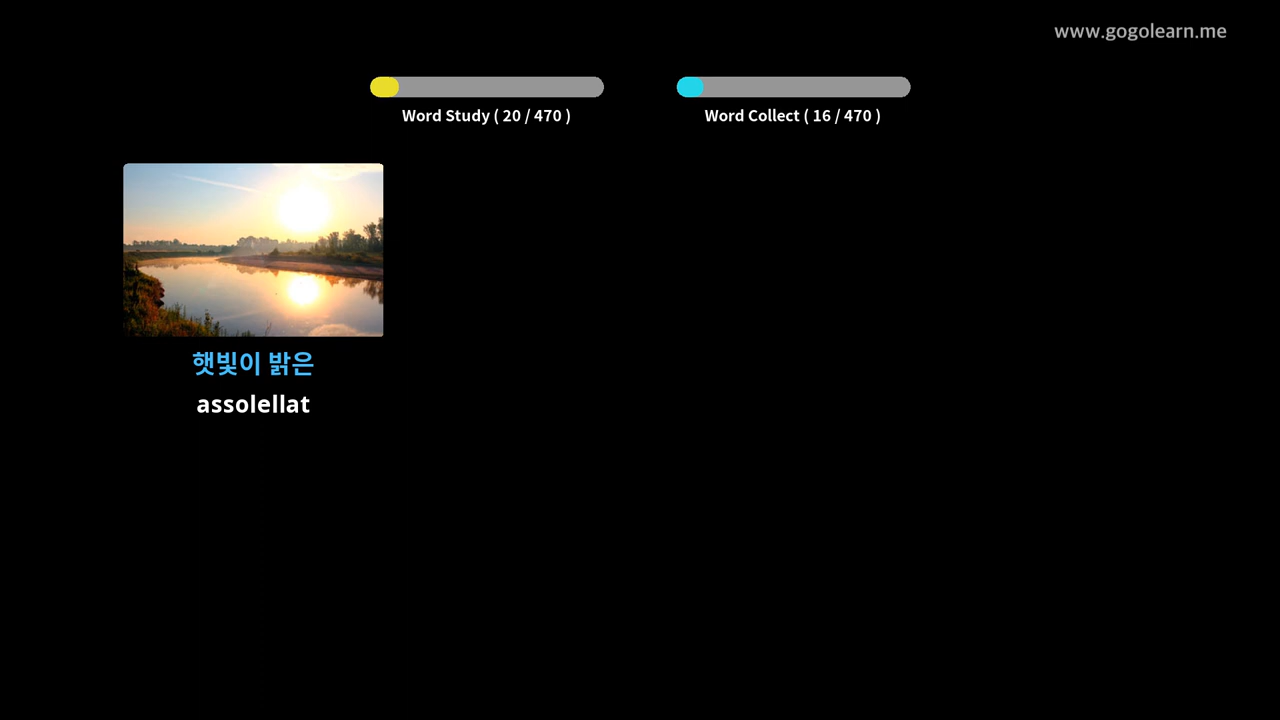 www.gogolearn.me
Word Study ( 20 / 470 )
Word Collect ( 16 / 470 )
햇빛이 밝은
assolellat